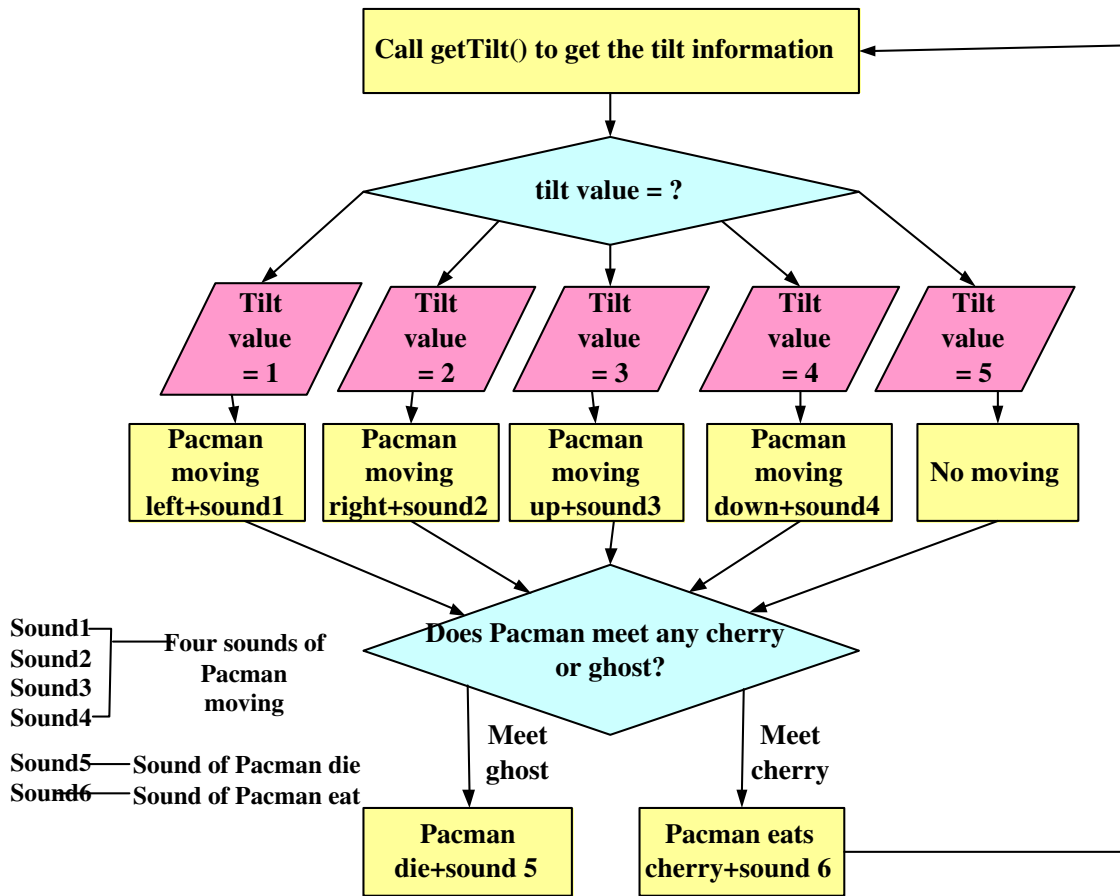 Call getTilt() to get the tilt information
tilt value = ?
Tilt
value
= 1
Tilt
value
= 2
Tilt
value
= 3
Tilt
value
= 4
Tilt
value
= 5
Pacman
moving
left+sound1
Pacman
moving
right+sound2
Pacman
moving
up+sound3
Pacman
moving
down+sound4
No moving
Does Pacman meet any cherry
or ghost?
Sound1
Sound2
Sound3
Sound4
Four sounds of
Pacman
moving
Sound5
Sound of Pacman die
Sound6
Sound of Pacman eat
Meet
ghost
Meet
cherry
Pacman
die+sound 5
Pacman eats
cherry+sound 6